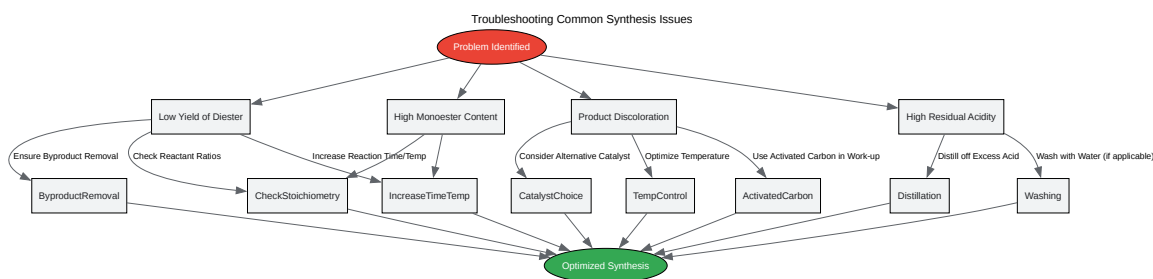 Troubleshooting Common Synthesis Issues
Problem Identified
Low Yield of Diester
High Monoester Content
Product Discoloration
High Residual Acidity
Ensure Byproduct Removal
Check Reactant Ratios
Increase Reaction Time/Temp
Consider Alternative Catalyst
Optimize Temperature
Use Activated Carbon in Work-up
Distill off Excess Acid
Wash with Water (if applicable)
ByproductRemoval
CheckStoichiometry
IncreaseTimeTemp
CatalystChoice
TempControl
ActivatedCarbon
Distillation
Washing
Optimized Synthesis